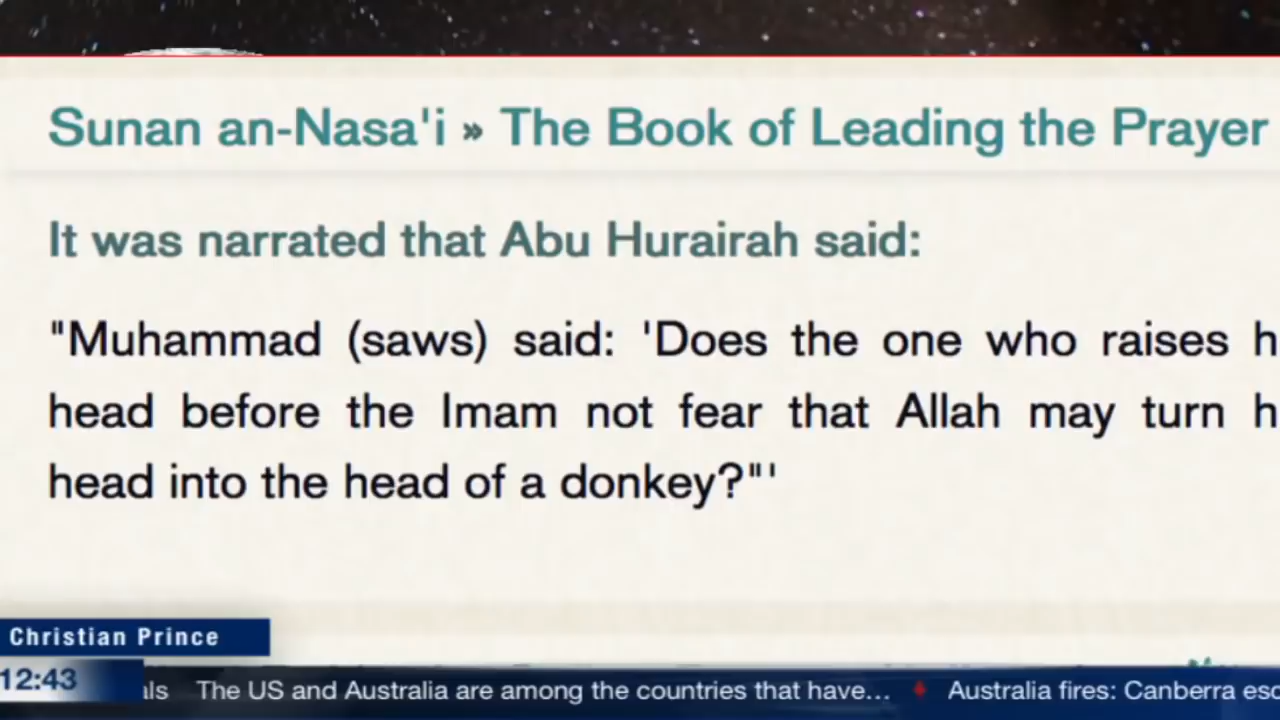 Sunan an-Nasa'i » The Book of Leading the Prayer
It was narrated that Abu Hurairah said:
"Muhammad (saws) said: 'Does the one who raises h
head before the Imam not fear that Allah may turn h
head into the head of a donkey?"'
Christian Prince
12:43
als The US and Australia are among the countries that have... ♦ Australia fires: Canberra esc